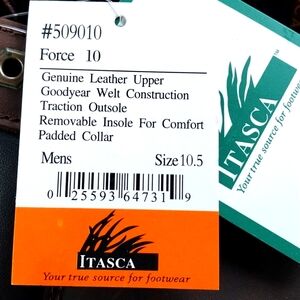 #509010
Force 10
Genuine Leather Upper
Goodyear Welt Construction
Traction Outsole
Removable Insole For Comfort
Padded Collar
Mens Size 10.5
0 25593 64731 9
ITASCA
Your true source for footwear
ITASCA
Your true source for footwear